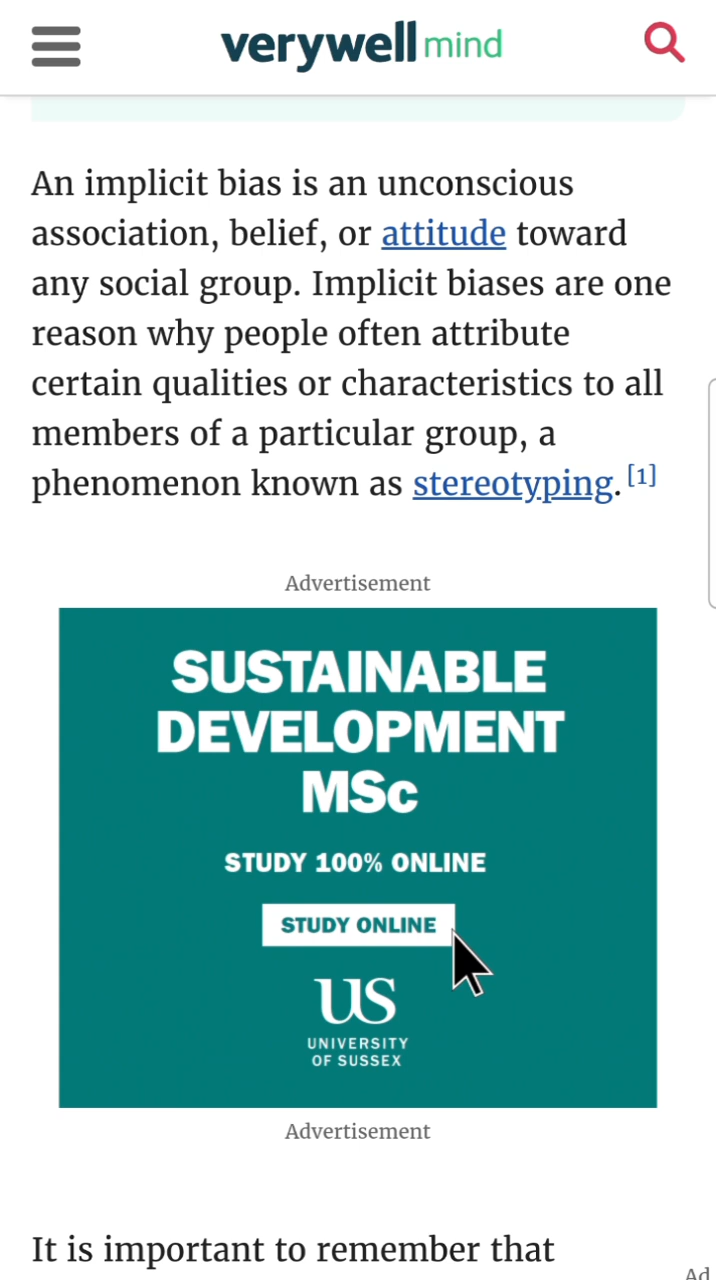 verywell mind
An implicit bias is an unconscious
association, belief, or attitude toward
any social group. Implicit biases are one
reason why people often attribute
certain qualities or characteristics to all
members of a particular group, a
phenomenon known as stereotyping. [1]
Advertisement
SUSTAINABLE
DEVELOPMENT
MSc
STUDY 100% ONLINE
STUDY ONLINE
US
UNIVERSITY
OF SUSSEX
Advertisement
It is important to remember that
Ad